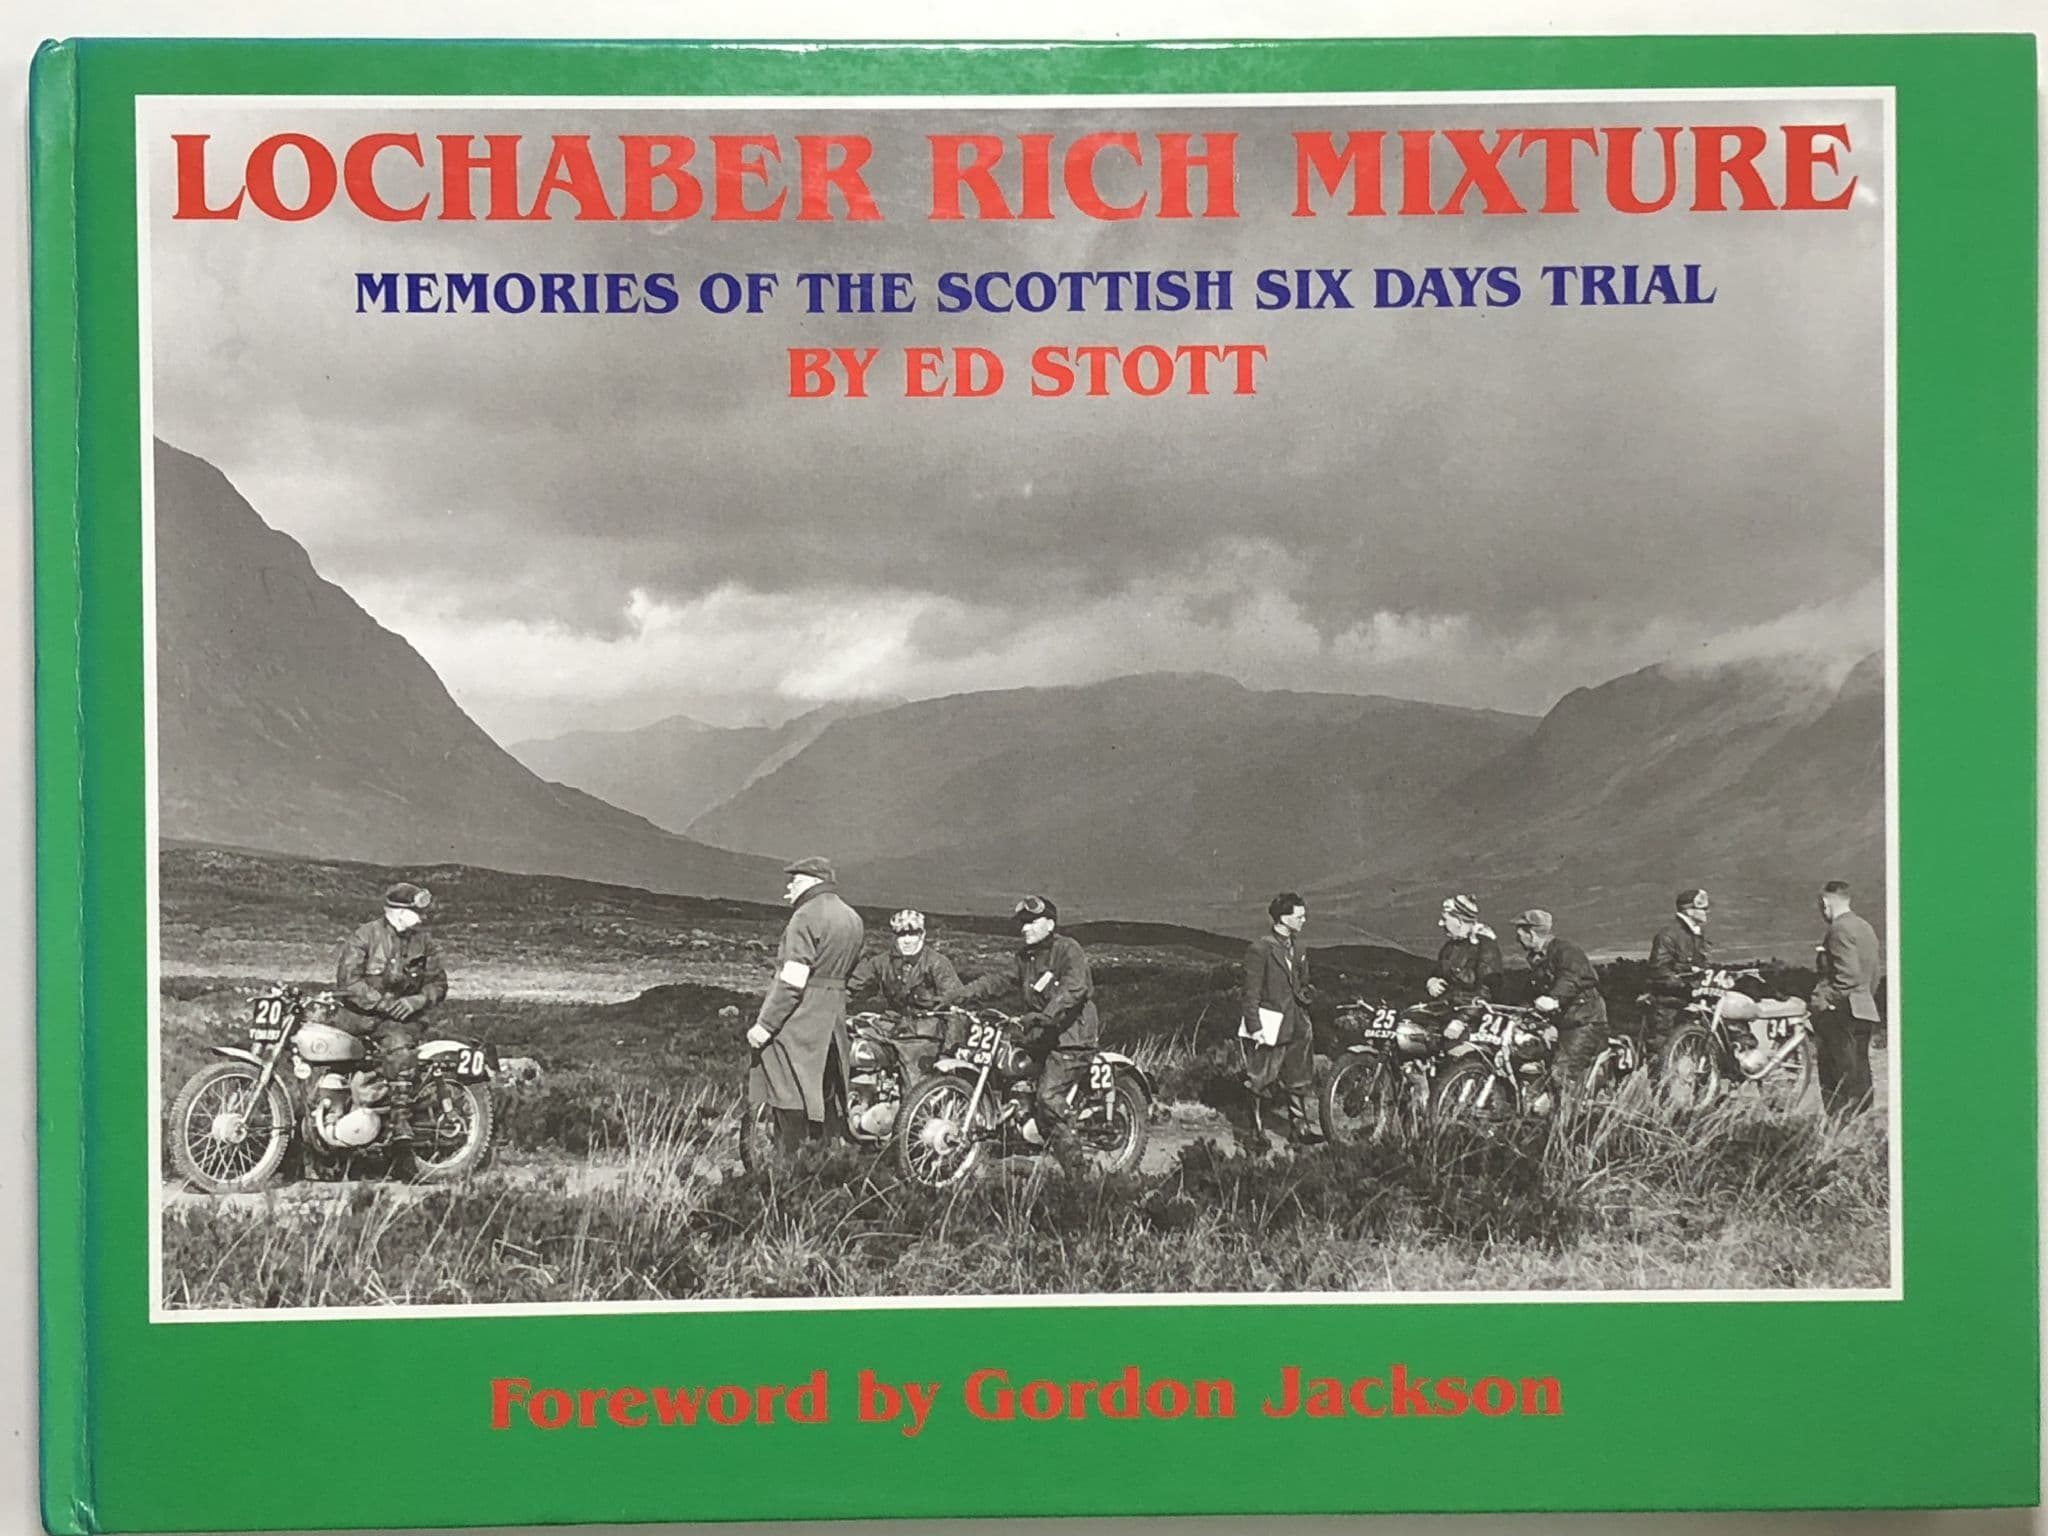 LOCHABER RICH MIXTURE
MEMORIES OF THE SCOTTISH SIX DAYS TRIAL
BY ED STOTT
20
20
22
22
25
24
34
34
Foreword by Gordon Jackson